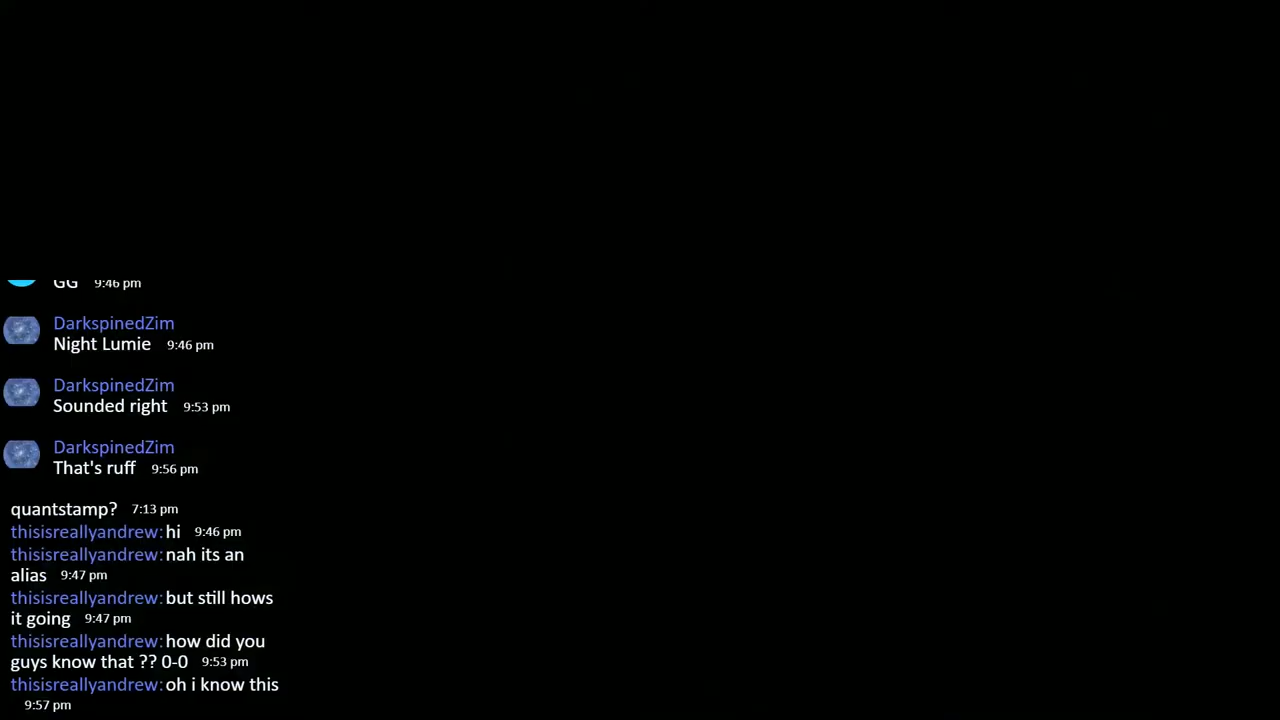 GG 9:46 pm
DarkspinedZim
Night Lumie 9:46 pm
DarkspinedZim
Sounded right 9:53 pm
DarkspinedZim
That's ruff 9:56 pm
quantstamp? 7:13 pm
thisisreallyandrew: hi 9:46 pm
thisisreallyandrew: nah its an
alias 9:47 pm
thisisreallyandrew: but still hows
it going 9:47 pm
thisisreallyandrew: how did you
guys know that ?? 0-0 9:53 pm
thisisreallyandrew: oh i know this
9:57 pm